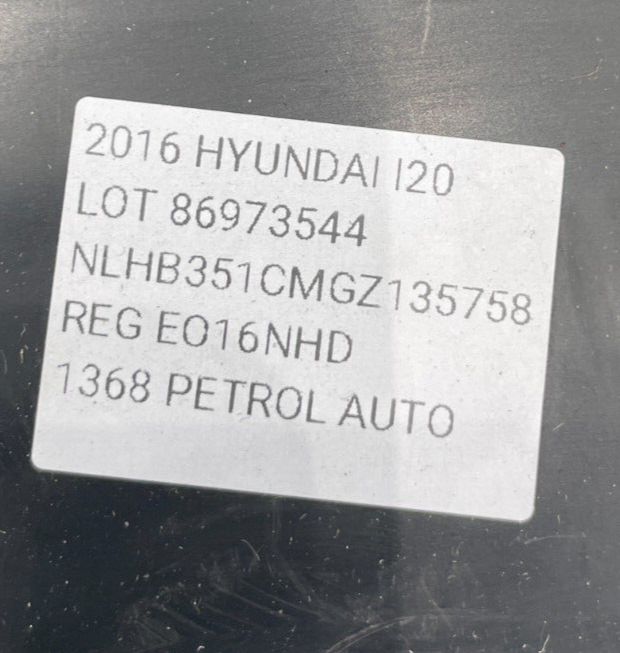 2016 HYUNDAI I20
LOT 86973544
NLHB351CMGZ135758
REG EO16NHD
1368 PETROL AUTO